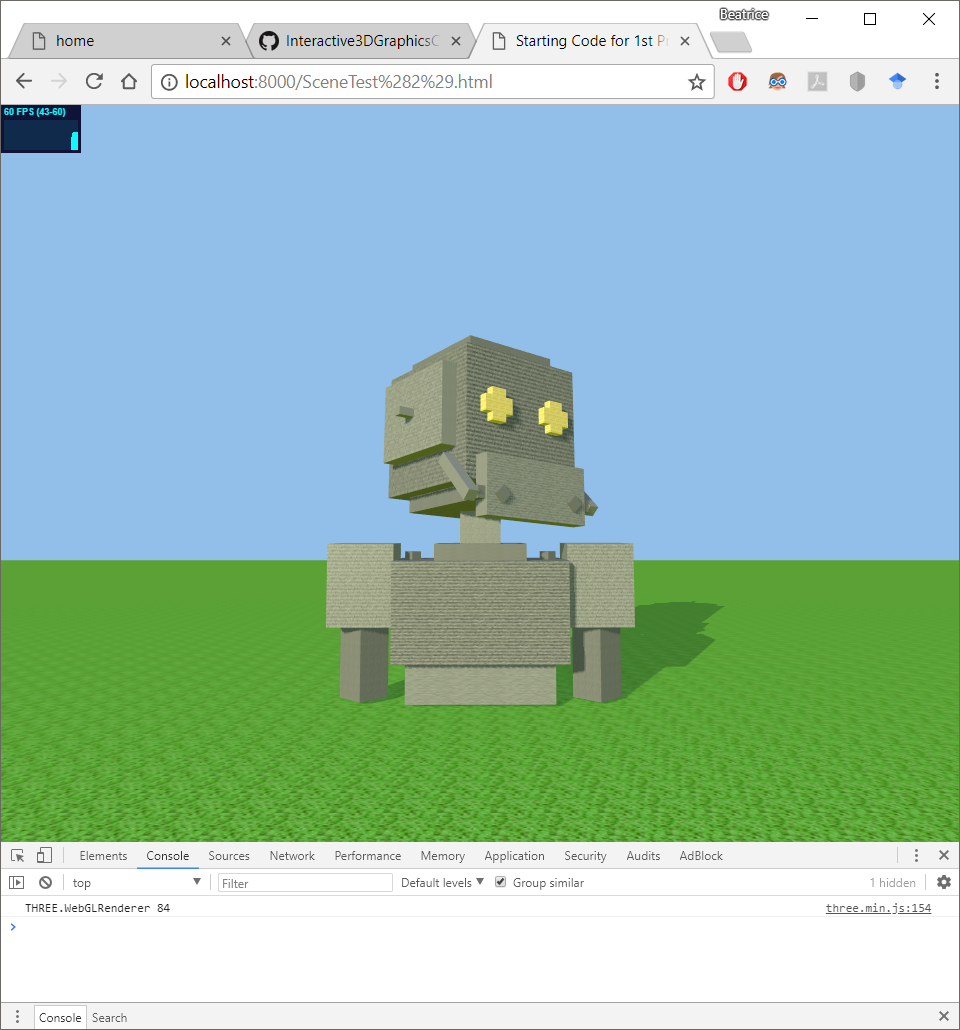 Beatrice
home
Interactive3DGraphics
Starting Code for 1st P
localhost:8000/SceneTest%282%29.html
60 FPS (43-60)
Elements Console Sources Network Performance Memory Application Security Audits AdBlock
top Filter Default levels Group similar 1 hidden
THREE.WebGLRenderer 84 three.min.js:154
Console Search